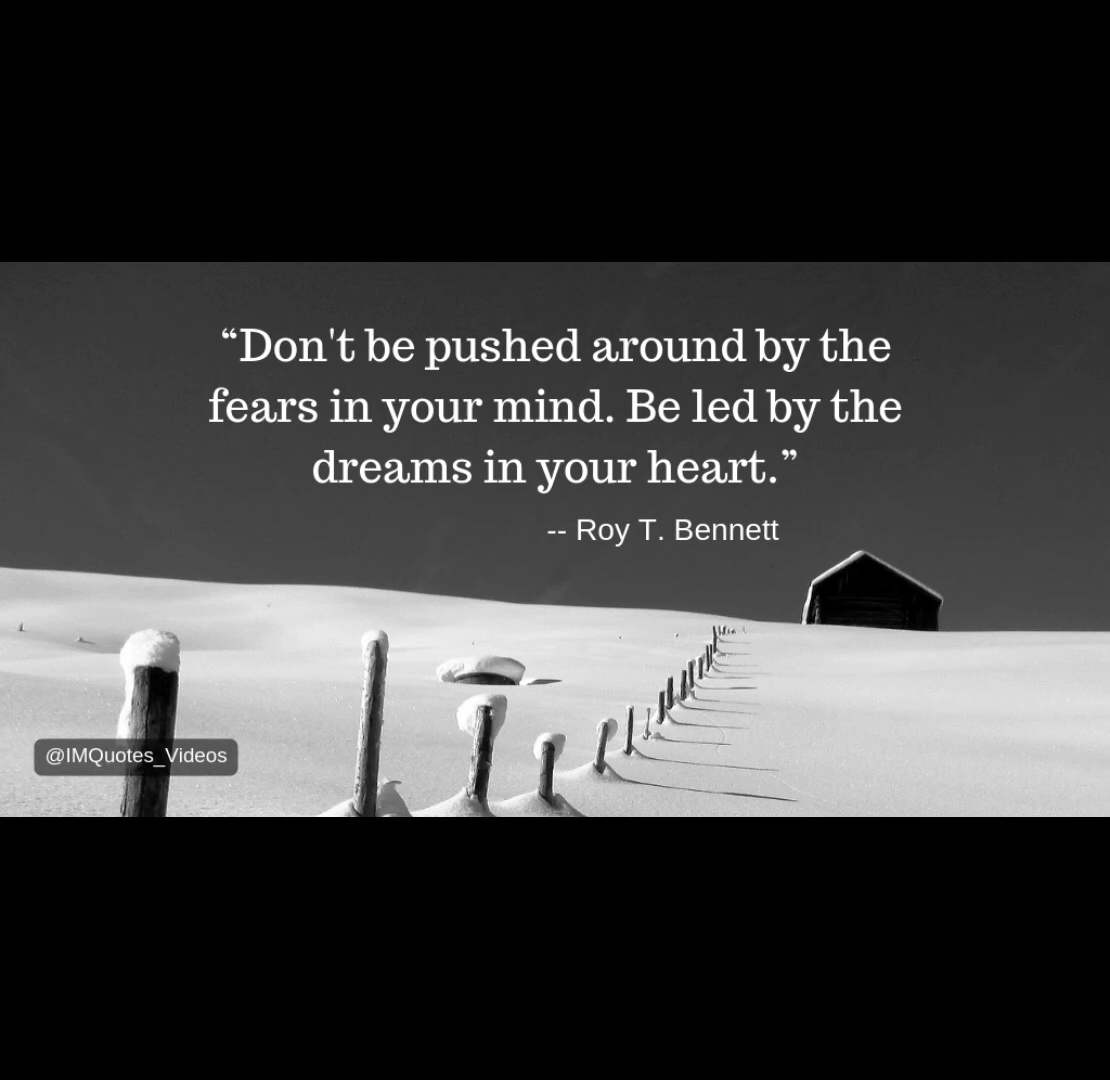 “Don't be pushed around by the
fears in your mind. Be led by the
dreams in your heart.”
-- Roy T. Bennett
@IMQuotes_Videos